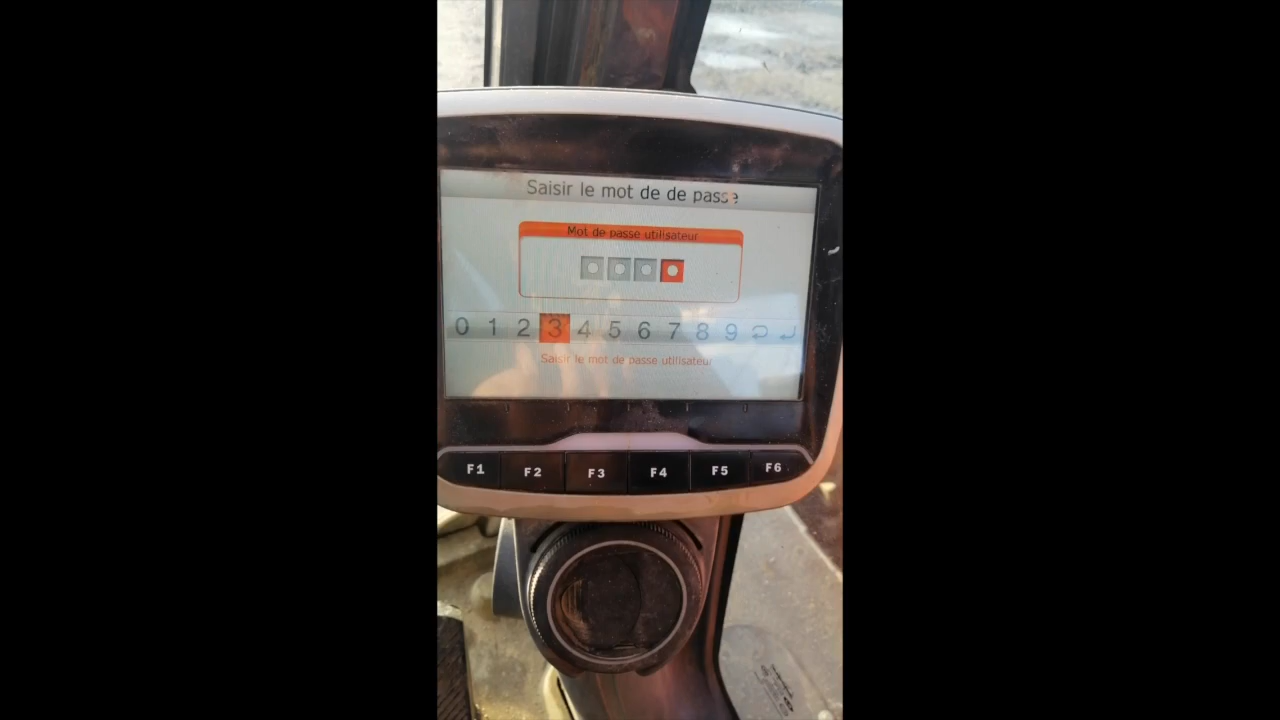 Saisir le mot de de passe
Mot de passe utilisateur
0 1 2 3 4 5 6 7 8 9
Saisir le mot de passe utilisateur
F1 F2 F3 F4 F5 F6